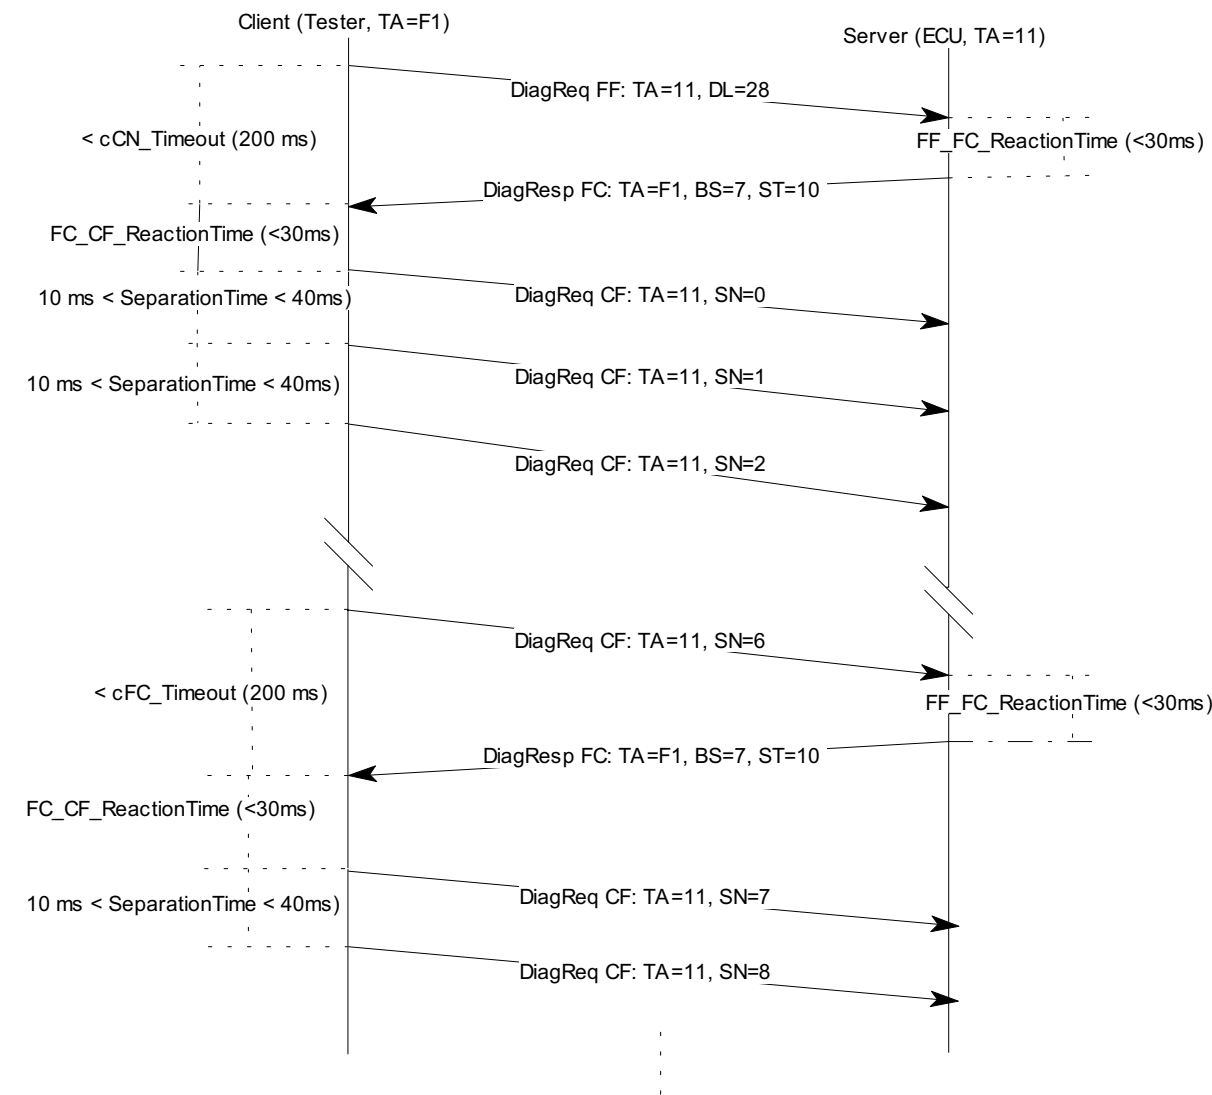 Client (Tester, TA=F1)
Server (ECU, TA=11)
DiagReq FF: TA=11, DL=28
< cCN_Timeout (200 ms)
FF_FC_ReactionTime (<30ms)
DiagResp FC: TA=F1, BS=7, ST=10
FC_CF_ReactionTime (<30ms)
DiagReq CF: TA=11, SN=0
10 ms < SeparationTime < 40ms)
DiagReq CF: TA=11, SN=1
10 ms < SeparationTime < 40ms)
DiagReq CF: TA=11, SN=2
DiagReq CF: TA=11, SN=6
< cFC_Timeout (200 ms)
FF_FC_ReactionTime (<30ms)
DiagResp FC: TA=F1, BS=7, ST=10
FC_CF_ReactionTime (<30ms)
DiagReq CF: TA=11, SN=7
10 ms < SeparationTime < 40ms)
DiagReq CF: TA=11, SN=8